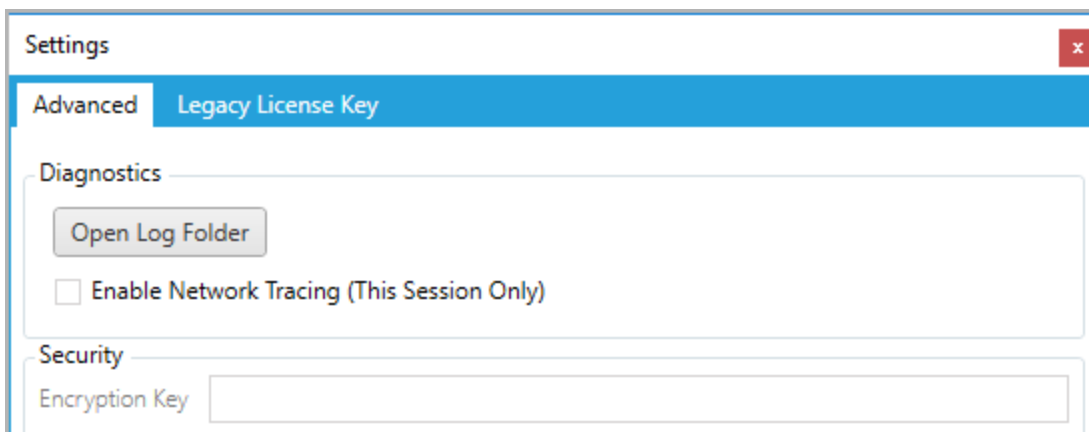 Settings
x
Advanced Legacy License Key
Diagnostics
Open Log Folder
Enable Network Tracing (This Session Only)
Security
Encryption Key